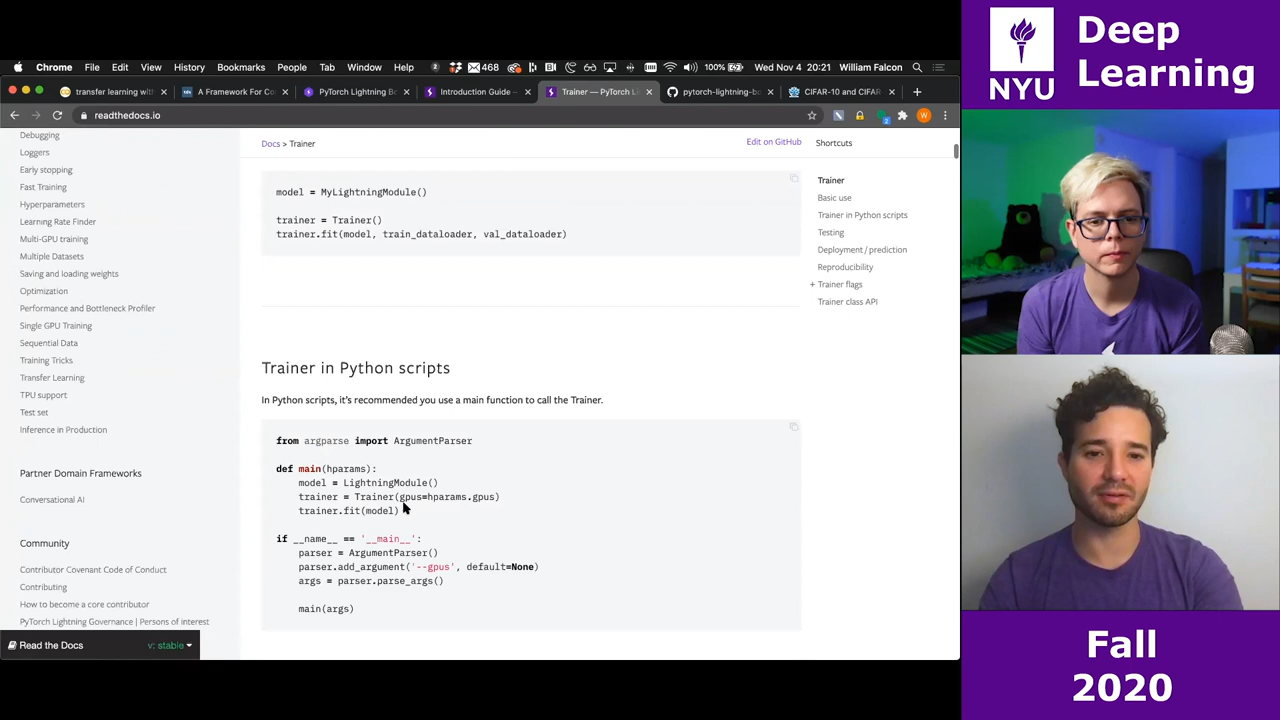 Chrome File Edit View History Bookmarks People Tab Window Help 2 468 100% Wed Nov 4 20:21 William Falcon
transfer learning with A Framework For Co PyTorch Lightning Bo Introduction Guide — Trainer — PyTorch Li pytorch-lightning-bo CIFAR-10 and CIFAR
readthedocs.io
W
Debugging
Loggers
Early stopping
Fast Training
Hyperparameters
Learning Rate Finder
Multi-GPU training
Multiple Datasets
Saving and loading weights
Optimization
Performance and Bottleneck Profiler
Single GPU Training
Sequential Data
Training Tricks
Transfer Learning
TPU support
Test set
Inference in Production
Partner Domain Frameworks
Conversational AI
Community
Contributor Covenant Code of Conduct
Contributing
How to become a core contributor
PyTorch Lightning Governance | Persons of interest
Read the Docs v: stable
Docs > Trainer
Edit on GitHub
model = MyLightningModule()
trainer = Trainer()
trainer.fit(model, train_dataloader, val_dataloader)
Trainer in Python scripts
In Python scripts, it's recommended you use a main function to call the Trainer.
from argparse import ArgumentParser
def main(hparams):
model = LightningModule()
trainer = Trainer(gpus=hparams.gpus)
trainer.fit(model)
if __name__ == '__main__':
parser = ArgumentParser()
parser.add_argument('--gpus', default=None)
args = parser.parse_args()
main(args)
Shortcuts
Trainer
Basic use
Trainer in Python scripts
Testing
Deployment / prediction
Reproducibility
+ Trainer flags
Trainer class API
NYU
Deep
Learning
Fall
2020